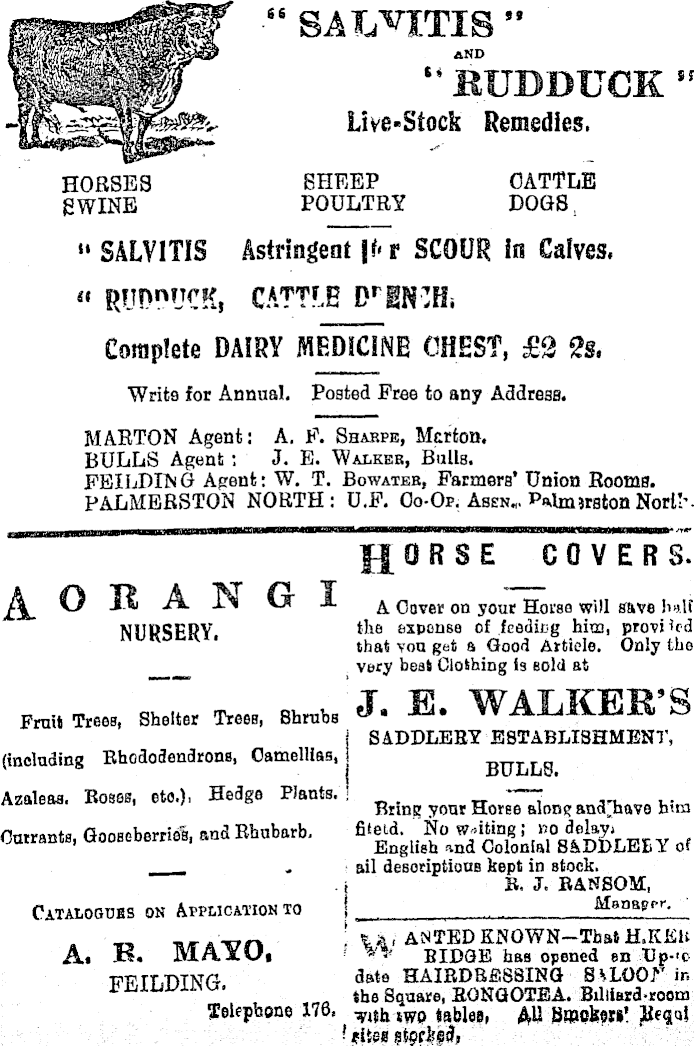 "SALVITIS"
AND
"RUDDUCK"
Live-Stock Remedies.
HORSES SHEEP CATTLE
SWINE POULTRY DOGS
"SALVITIS Astringent for SCOUR in Calves.
"RUDDUCK, CATTLE DRENCH.
Complete DAIRY MEDICINE CHEST, £2 2s.
Write for Annual. Posted Free to any Address.
MARTON Agent: A. F. SHARPE, Marton.
BULLS Agent: J. E. WALKER, Bulls.
FEILDING Agent: W. T. BOWATER, Farmers' Union Rooms.
PALMERSTON NORTH: U.F. Co-Op. ASSN., Palmerston North.
AORANGI
NURSERY.
Fruit Trees, Shelter Trees, Shrubs
(including Rhododendrons, Camellias,
Azaleas. Roses, etc.), Hedge Plants.
Currants, Gooseberries, and Rhubarb.
CATALOGUES ON APPLICATION TO
A. R. MAYO,
FEILDING.
Telephone 176.
HORSE COVERS.
A Cover on your Horse will save half
the expense of feeding him, provided
that you get a Good Article. Only the
very best Clothing is sold at
J. E. WALKER'S
SADDLERY ESTABLISHMENT,
BULLS.
Bring your Horse along and have him
fiteld. No waiting; no delay.
English and Colonial SADDLERY of
all descriptious kept in stock.
R. J. RANSOM,
Manager.
WANTED KNOWN—That H. KER
RIDGE has opened an Up-to
date HAIRDRESSING SALOON in
the Square, RONGOTEA. Billiard-room
with two tables, All Smokers' Requi
sites stocked,